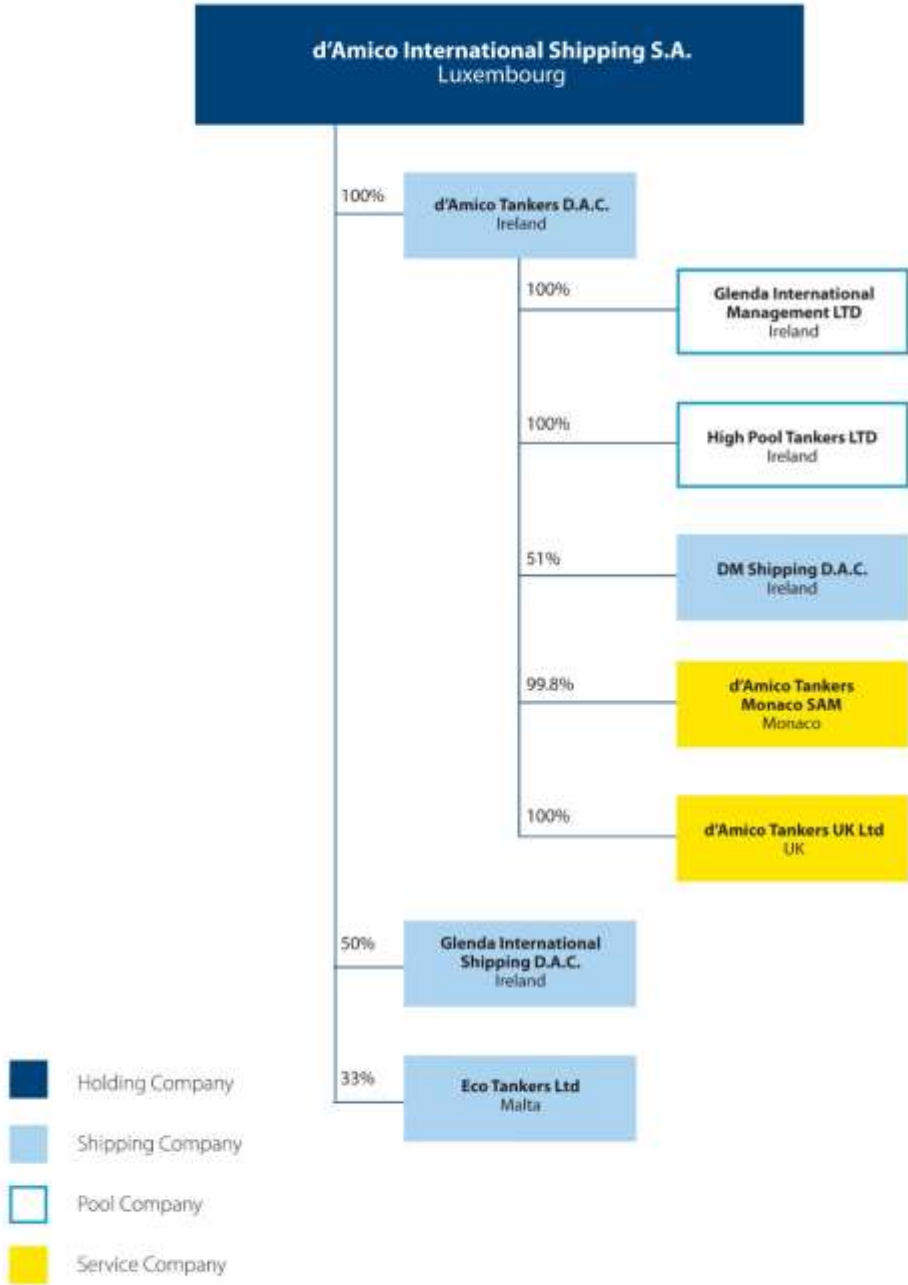 d'Amico International Shipping S.A.
Luxembourg
100%
d'Amico Tankers D.A.C.
Ireland
100%
Glenda International
Management LTD
Ireland
100%
High Pool Tankers LTD
Ireland
51%
DM Shipping D.A.C.
Ireland
99.8%
d'Amico Tankers
Monaco SAM
Monaco
100%
d'Amico Tankers UK Ltd
UK
50%
Glenda International
Shipping D.A.C.
Ireland
33%
Eco Tankers Ltd
Malta
Holding Company
Shipping Company
Pool Company
Service Company